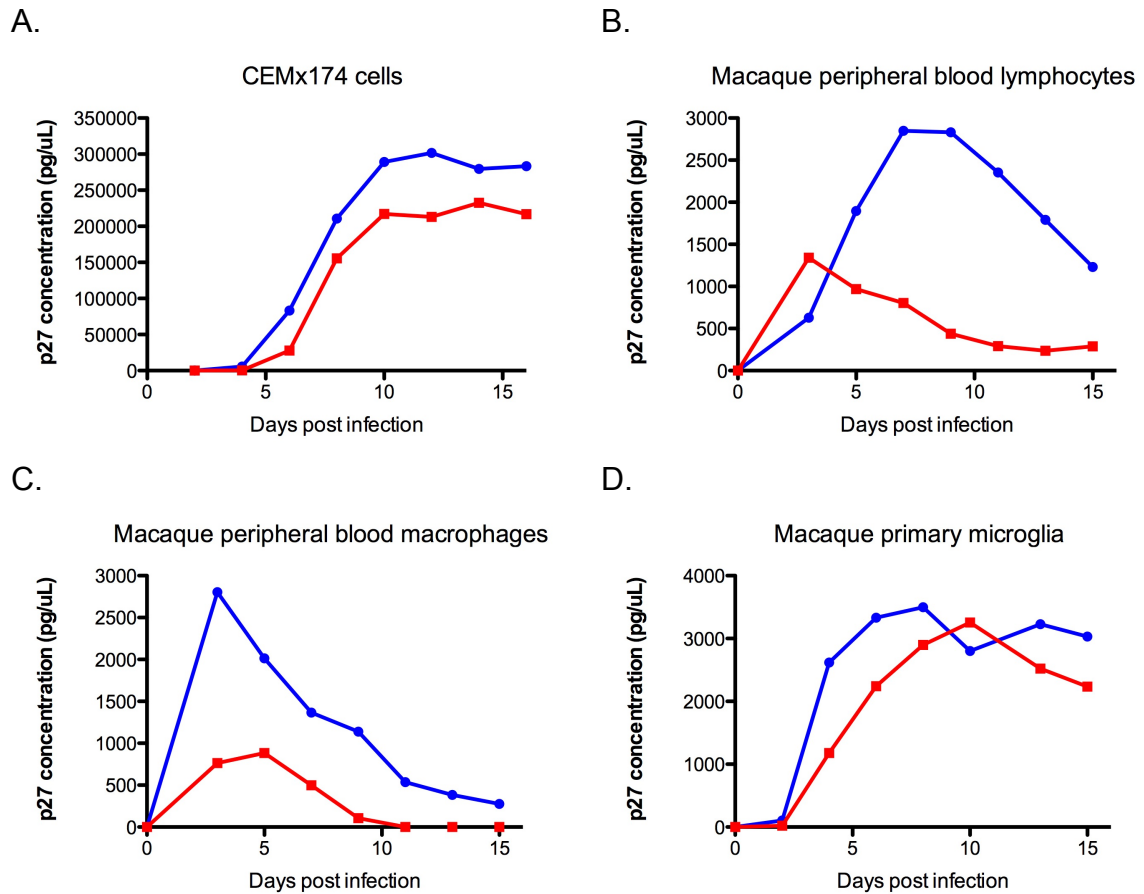 A.
CEMx174 cells
p27 concentration (pg/uL)
350000
300000
250000
200000
150000
100000
50000
0
0 5 10 15
Days post infection
B.
Macaque peripheral blood lymphocytes
p27 concentration (pg/uL)
3000
2500
2000
1500
1000
500
0
0 5 10 15
Days post infection
C.
Macaque peripheral blood macrophages
p27 concentration (pg/uL)
3000
2500
2000
1500
1000
500
0
0 5 10 15
Days post infection
D.
Macaque primary microglia
p27 concentration (pg/uL)
4000
3000
2000
1000
0
0 5 10 15
Days post infection